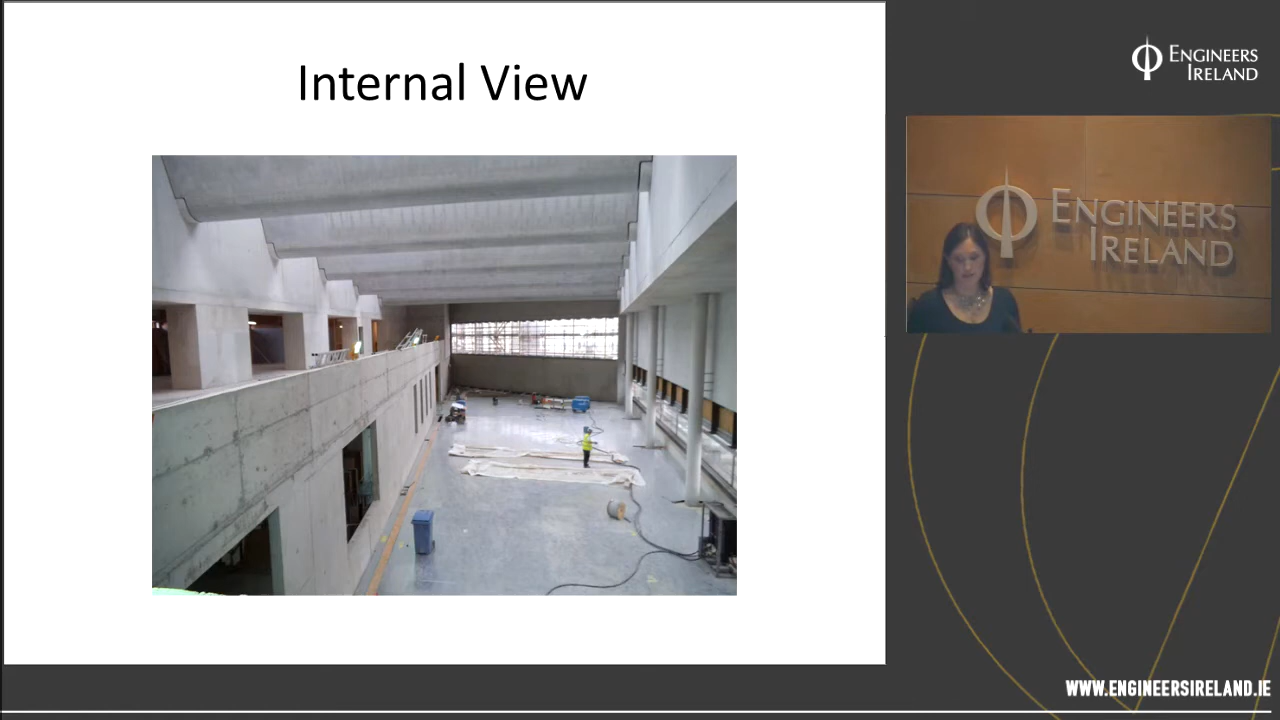 Internal View
ENGINEERS
IRELAND
ENGINEERS
IRELAND
WWW.ENGINEERSIRELAND.IE